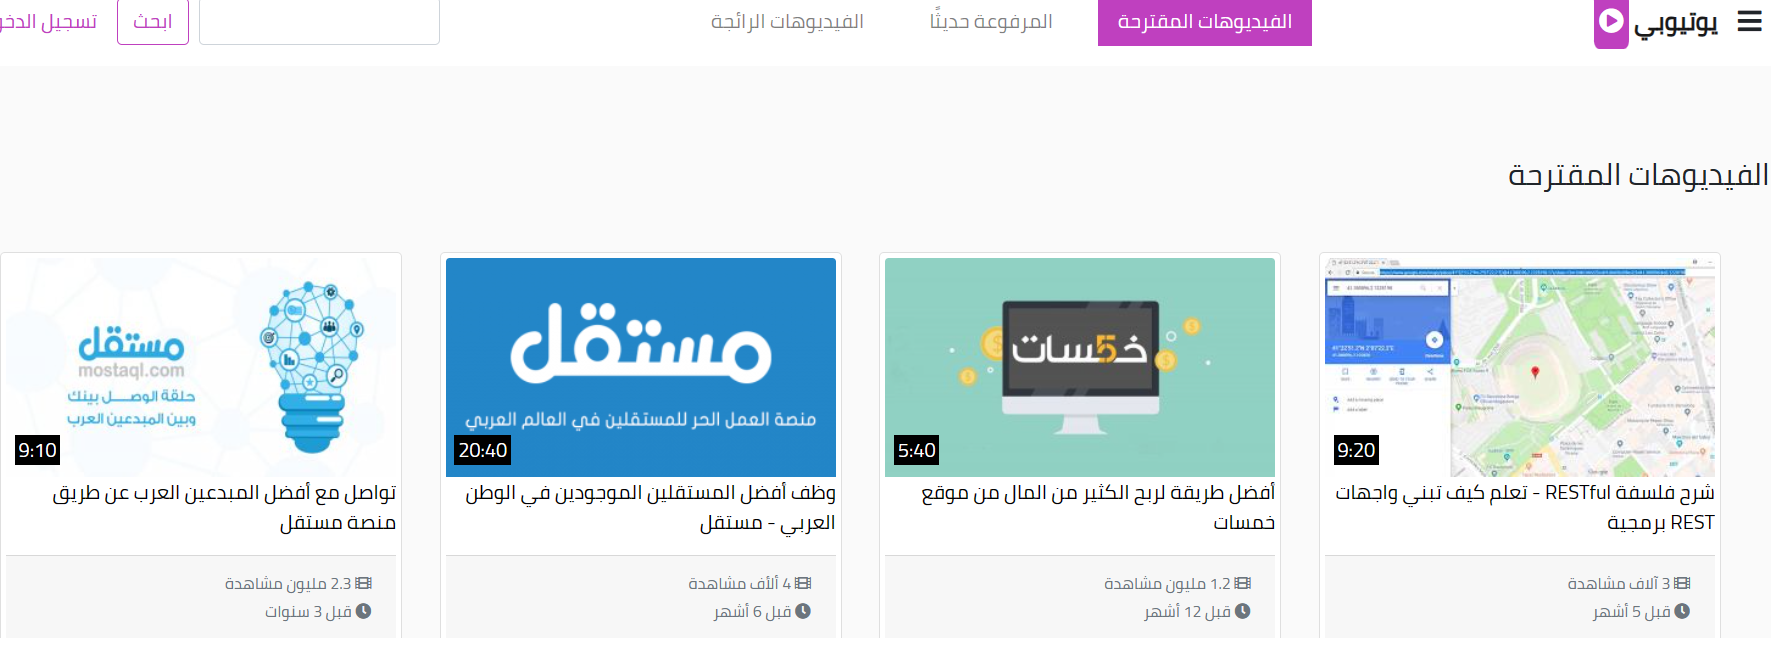 يوتيوبي
الفيديوهات المقترحة
المرفوعة حديثًا
الفيديوهات الرائجة
ابحث
تسجيل الدخو
الفيديوهات المقترحة
9:20
شرح فلسفة RESTful - تعلم كيف تبني واجهات
REST برمجية
3 آلاف مشاهدة
قبل 5 أشهر
خمسات
5:40
أفضل طريقة لربح الكثير من المال من موقع
خمسات
1.2 مليون مشاهدة
قبل 12 أشهر
مستقل
منصة العمل الحر للمستقلين في العالم العربي
20:40
وظف أفضل المستقلين الموجودين في الوطن
العربي - مستقل
4 ألأف مشاهدة
قبل 6 أشهر
مستقل
mostaql.com
حلقة الوصل بينك
وبين المبدعين العرب
9:10
تواصل مع أفضل المبدعين العرب عن طريق
منصة مستقل
2.3 مليون مشاهدة
قبل 3 سنوات